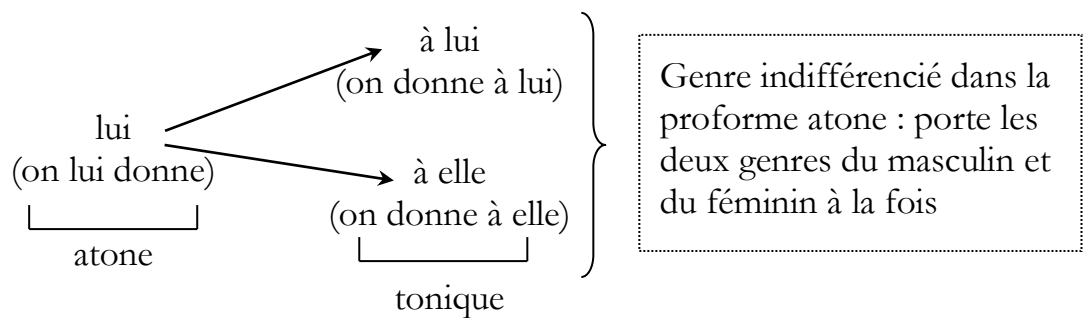 lui
(on lui donne)
atone
à lui
(on donne à lui)
à elle
(on donne à elle)
tonique
Genre indifférencié dans la
proforme atone : porte les
deux genres du masculin et
du féminin à la fois